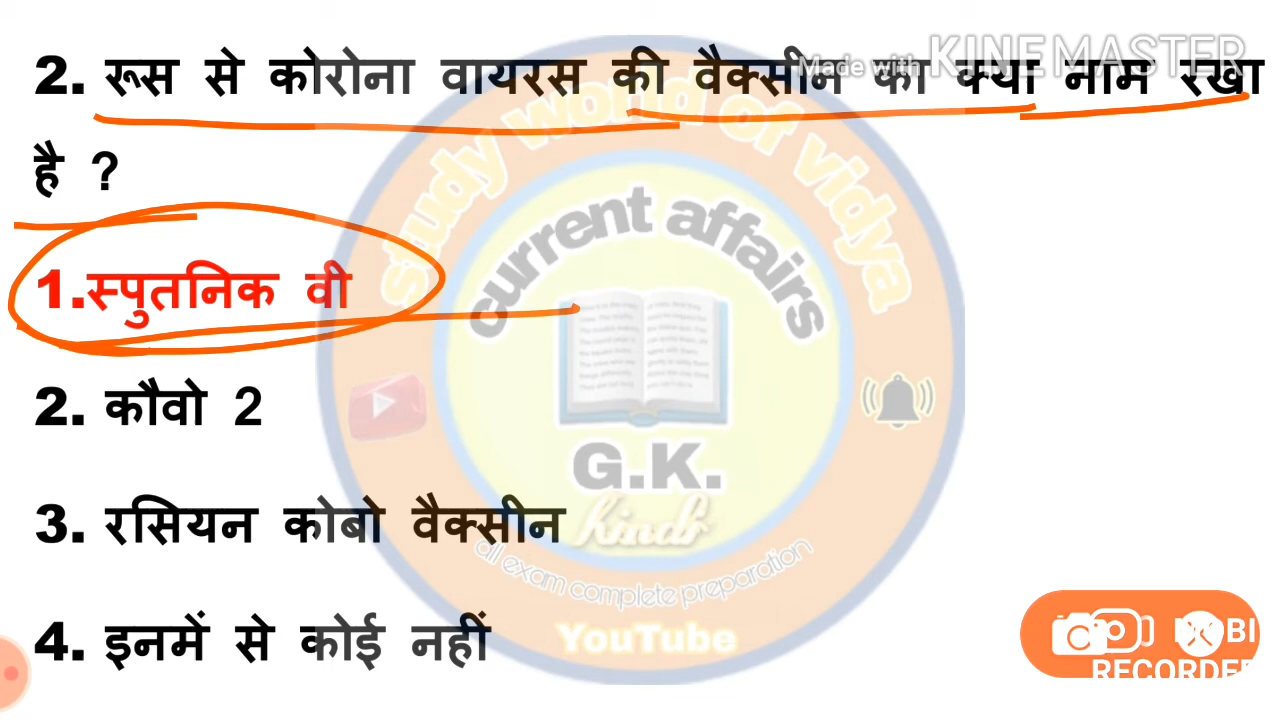 Made with KINEMASTER
2. रूस से कोरोना वायरस की वैक्सीन का क्या नाम रखा
है ?
1.स्पुतनिक वी
2. कौवो 2
3. रसियन कोबो वैक्सीन
4. इनमें से कोई नहीं
study world of vidya
current affairs
G.K.
hindi
all exam complete preparation
YouTube
RECORDER